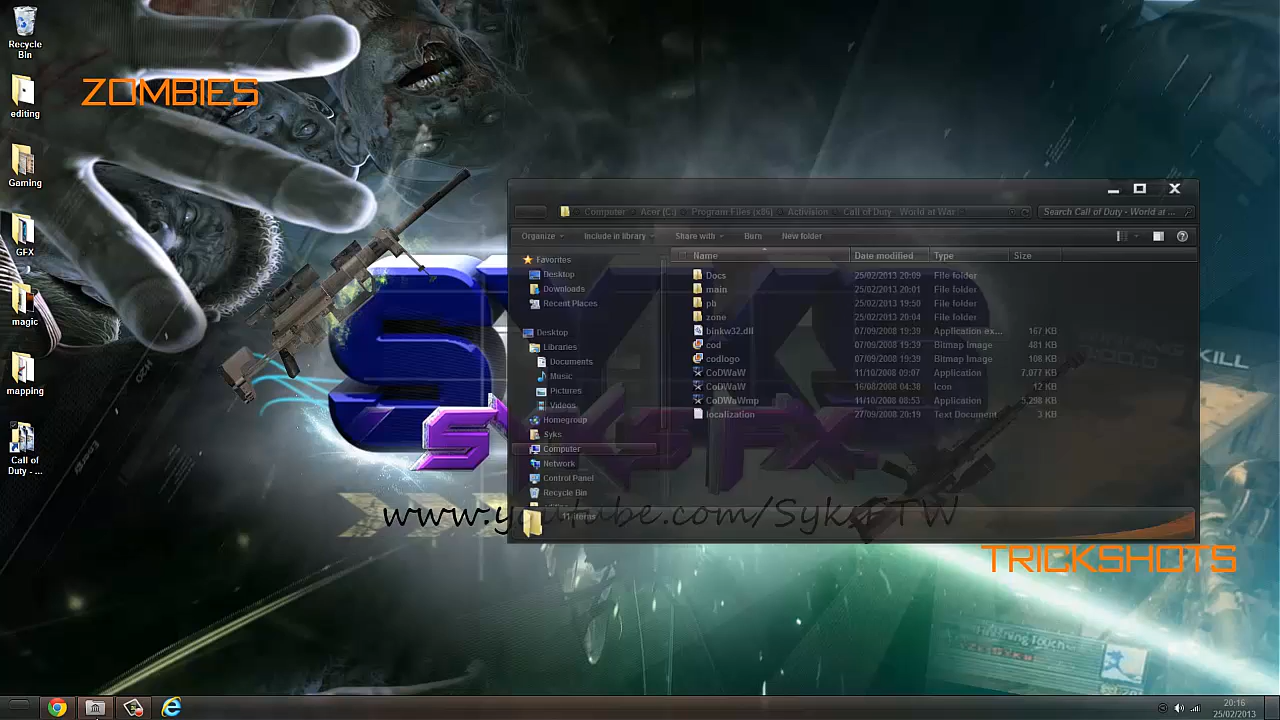 Recycle
Bin
editing
Gaming
GFX
magic
mapping
Call of
Duty - ...
ZOMBIES
SYKS
www.youtube.com/SyksFTW
TRICKSHOTS
KILL
Finishing Touch
Computer Acer (C:) Program Files (x86) Activision Call of Duty - World at War
Search Call of Duty - World at ...
Organize Include in library Share with Burn New folder
Name Date modified Type Size
Favorites
Desktop
Downloads
Recent Places
Desktop
Libraries
Documents
Music
Pictures
Videos
Homegroup
Syks
Computer
Network
Control Panel
Recycle Bin
Docs 25/02/2013 20:09 File folder
main 25/02/2013 20:01 File folder
pb 25/02/2013 19:50 File folder
zone 25/02/2013 20:04 File folder
binkw32.dll 07/09/2008 19:39 Application ex... 167 KB
cod 07/09/2008 19:39 Bitmap Image 481 KB
codlogo 07/09/2008 19:39 Bitmap Image 108 KB
CoDWaW 11/10/2008 09:07 Application 7,077 KB
CoDWaW 16/08/2008 04:38 Icon 12 KB
CoDWaWmp 11/10/2008 08:53 Application 5,298 KB
localization 27/09/2008 20:19 Text Document 3 KB
11 items
20:16
25/02/2013